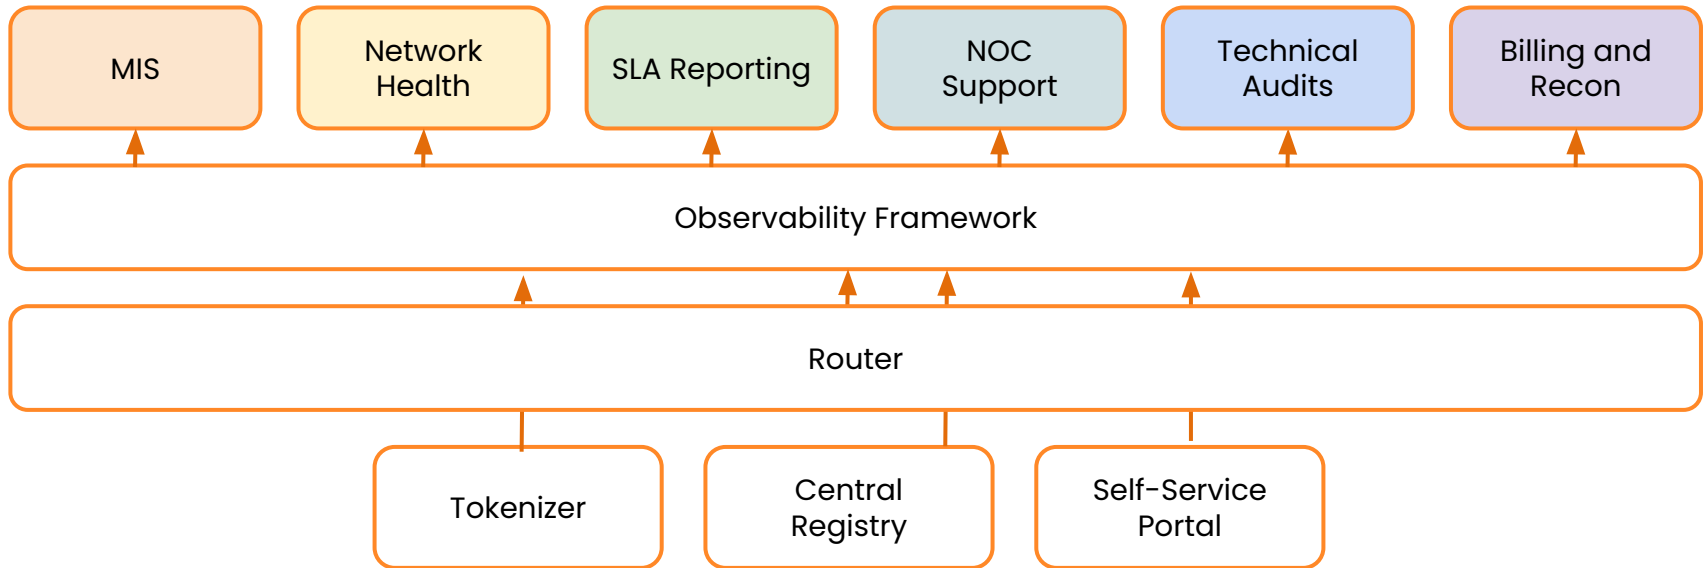 MIS
Network
Health
SLA Reporting
NOC
Support
Technical
Audits
Billing and
Recon
Observability Framework
Router
Tokenizer
Central
Registry
Self-Service
Portal